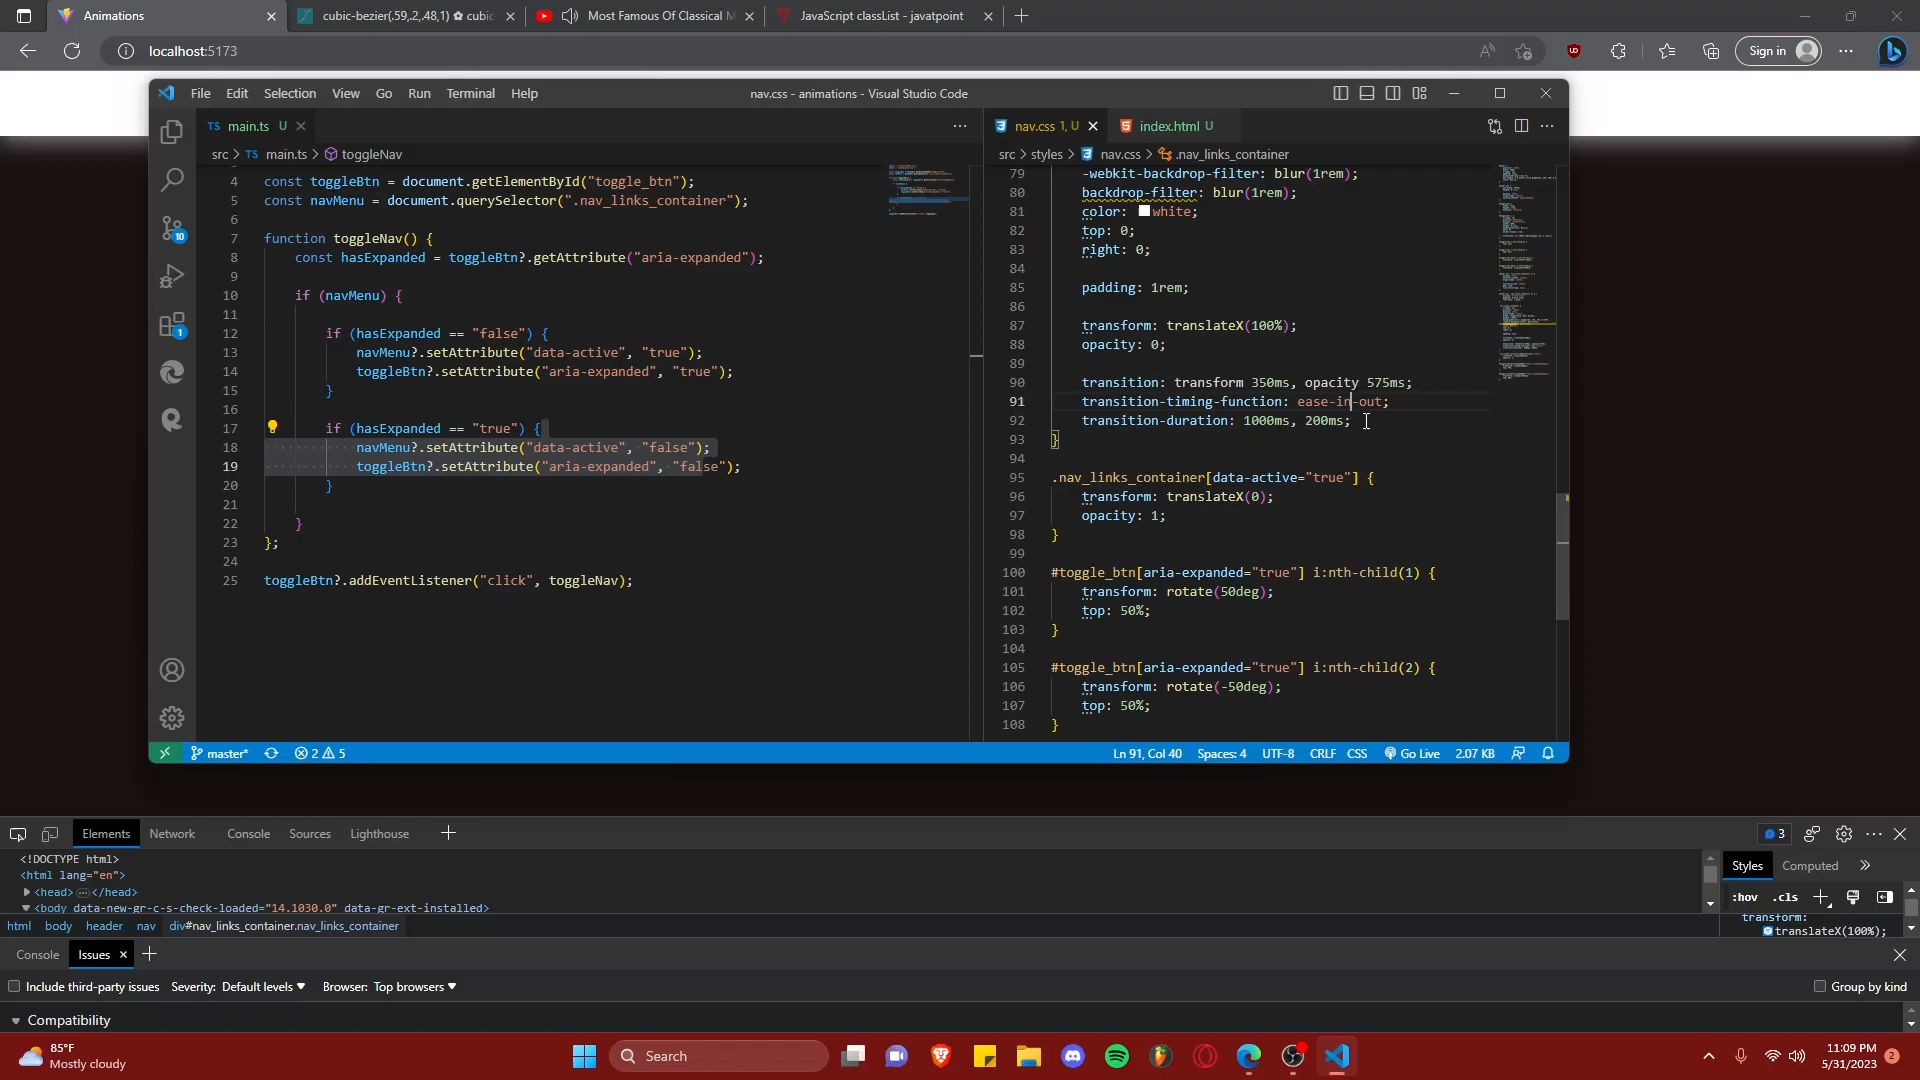 Animations
cubic-bezier(.59,.2,.48,1) ✿ cubic
Most Famous Of Classical M
JavaScript classList - javatpoint
localhost:5173
Sign in
File Edit Selection View Go Run Terminal Help
nav.css - animations - Visual Studio Code
TS main.ts U
nav.css 1, U
index.html U
src > TS main.ts > toggleNav
src > styles > nav.css > .nav_links_container
4 const toggleBtn = document.getElementById("toggle_btn");
5 const navMenu = document.querySelector(".nav_links_container");
6
7 function toggleNav() {
8 const hasExpanded = toggleBtn?.getAttribute("aria-expanded");
9
10 if (navMenu) {
11
12 if (hasExpanded == "false") {
13 navMenu?.setAttribute("data-active", "true");
14 toggleBtn?.setAttribute("aria-expanded", "true");
15 }
16
17 if (hasExpanded == "true") {
18 navMenu?.setAttribute("data-active", "false");
19 toggleBtn?.setAttribute("aria-expanded", "false");
20 }
21
22 }
23 };
24
25 toggleBtn?.addEventListener("click", toggleNav);
79 -webkit-backdrop-filter: blur(1rem);
80 backdrop-filter: blur(1rem);
81 color: white;
82 top: 0;
83 right: 0;
84
85 padding: 1rem;
86
87 transform: translateX(100%);
88 opacity: 0;
89
90 transition: transform 350ms, opacity 575ms;
91 transition-timing-function: ease-in-out;
92 transition-duration: 1000ms, 200ms;
93 }
94
95 .nav_links_container[data-active="true"] {
96 transform: translateX(0);
97 opacity: 1;
98 }
99
100 #toggle_btn[aria-expanded="true"] i:nth-child(1) {
101 transform: rotate(50deg);
102 top: 50%;
103 }
104
105 #toggle_btn[aria-expanded="true"] i:nth-child(2) {
106 transform: rotate(-50deg);
107 top: 50%;
108 }
10
1
master* 2 5
Ln 91, Col 40 Spaces: 4 UTF-8 CRLF CSS Go Live 2.07 KB
Elements Network Console Sources Lighthouse
3
<!DOCTYPE html>
<html lang="en">
<head> … </head>
<body data-new-gr-c-s-check-loaded="14.1030.0" data-gr-ext-installed>
html body header nav div#nav_links_container.nav_links_container
Styles Computed
:hov .cls
transform:
translateX(100%);
Console Issues
Include third-party issues Severity: Default levels Browser: Top browsers
Group by kind
Compatibility
85°F
Mostly cloudy
Search
11:09 PM
5/31/2023
2